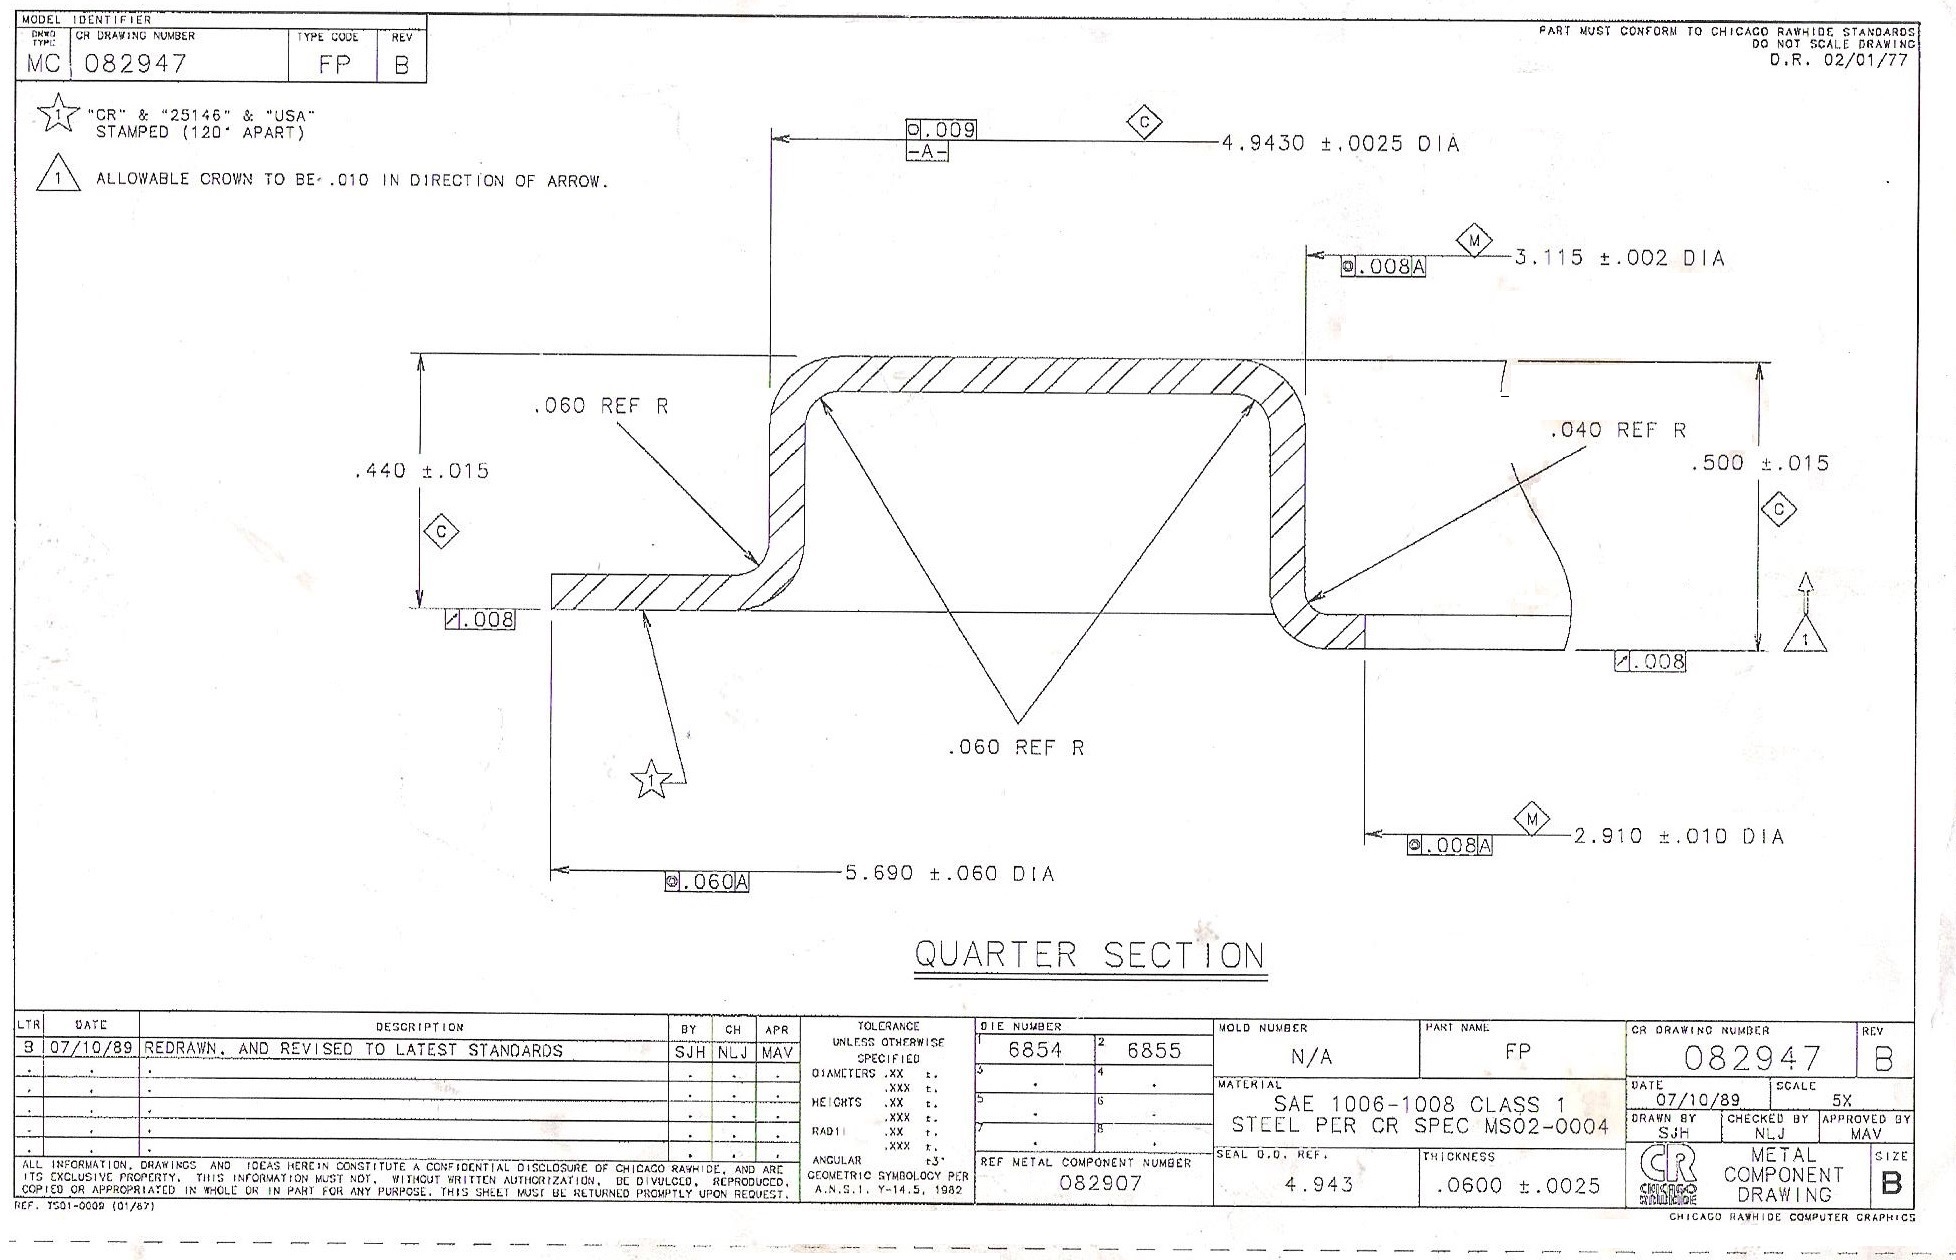 MODEL IDENTIFIER
DRWG TYPE CR DRAWING NUMBER TYPE CODE REV
MC 082947 FP B
PART MUST CONFORM TO CHICAGO RAWHIDE STANDARDS
DO NOT SCALE DRAWING
D.R. 02/01/77
1 "CR" & "25146" & "USA"
STAMPED (120° APART)
1 ALLOWABLE CROWN TO BE .010 IN DIRECTION OF ARROW.
.009 C
-A- 4.9430 ±.0025 DIA
M
.008 A 3.115 ±.002 DIA
.060 REF R
.040 REF R
.440 ±.015
.500 ±.015
C
C
.008
1
.008
.060 REF R
1
M
.008 A 2.910 ±.010 DIA
.060 A 5.690 ±.060 DIA
QUARTER SECTION
LTR DATE DESCRIPTION BY CH APR
B 07/10/89 REDRAWN, AND REVISED TO LATEST STANDARDS SJH NLJ MAV
ALL INFORMATION, DRAWINGS AND IDEAS HEREIN CONSTITUTE A CONFIDENTIAL DISCLOSURE OF CHICAGO RAWHIDE, AND ARE
ITS EXCLUSIVE PROPERTY. THIS INFORMATION MUST NOT, WITHOUT WRITTEN AUTHORIZATION, BE DIVULGED, REPRODUCED,
COPIED OR APPROPRIATED IN WHOLE OR IN PART FOR ANY PURPOSE. THIS SHEET MUST BE RETURNED PROMPTLY UPON REQUEST.
REF. TS01-0009 (01/87)
TOLERANCE
UNLESS OTHERWISE
SPECIFIED
DIAMETERS .XX ±.
.XXX ±.
HEIGHTS .XX ±.
.XXX ±.
RADII .XX ±.
.XXX ±.
ANGULAR ±3°
GEOMETRIC SYMBOLOGY PER
A.N.S.I. Y-14.5, 1982
DIE NUMBER
1 6854 2 6855
3 4
5 6
7 8
REF METAL COMPONENT NUMBER
082907
MOLD NUMBER
N/A
PART NAME
FP
MATERIAL
SAE 1006-1008 CLASS 1
STEEL PER CR SPEC MS02-0004
SEAL O.D. REF.
4.943
THICKNESS
.0600 ±.0025
CR DRAWING NUMBER REV
082947 B
DATE SCALE
07/10/89 5X
DRAWN BY CHECKED BY APPROVED BY
SJH NLJ MAV
CR
CHICAGO
RAWHIDE
METAL
COMPONENT
DRAWING
SIZE
B
CHICAGO RAWHIDE COMPUTER GRAPHICS